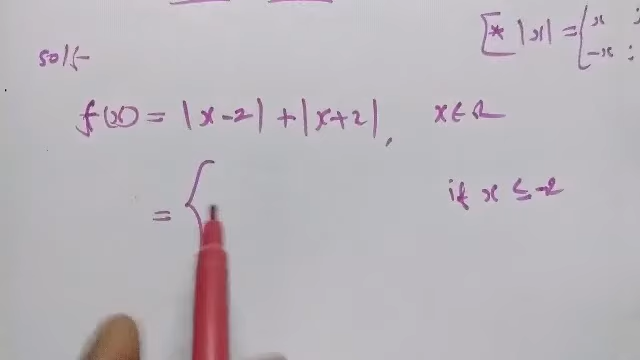 [* |x| = { x ;
-x ;
sol:-
f(x) = |x-2| + |x+2|, x ∈ R
= { if x ≤ -2